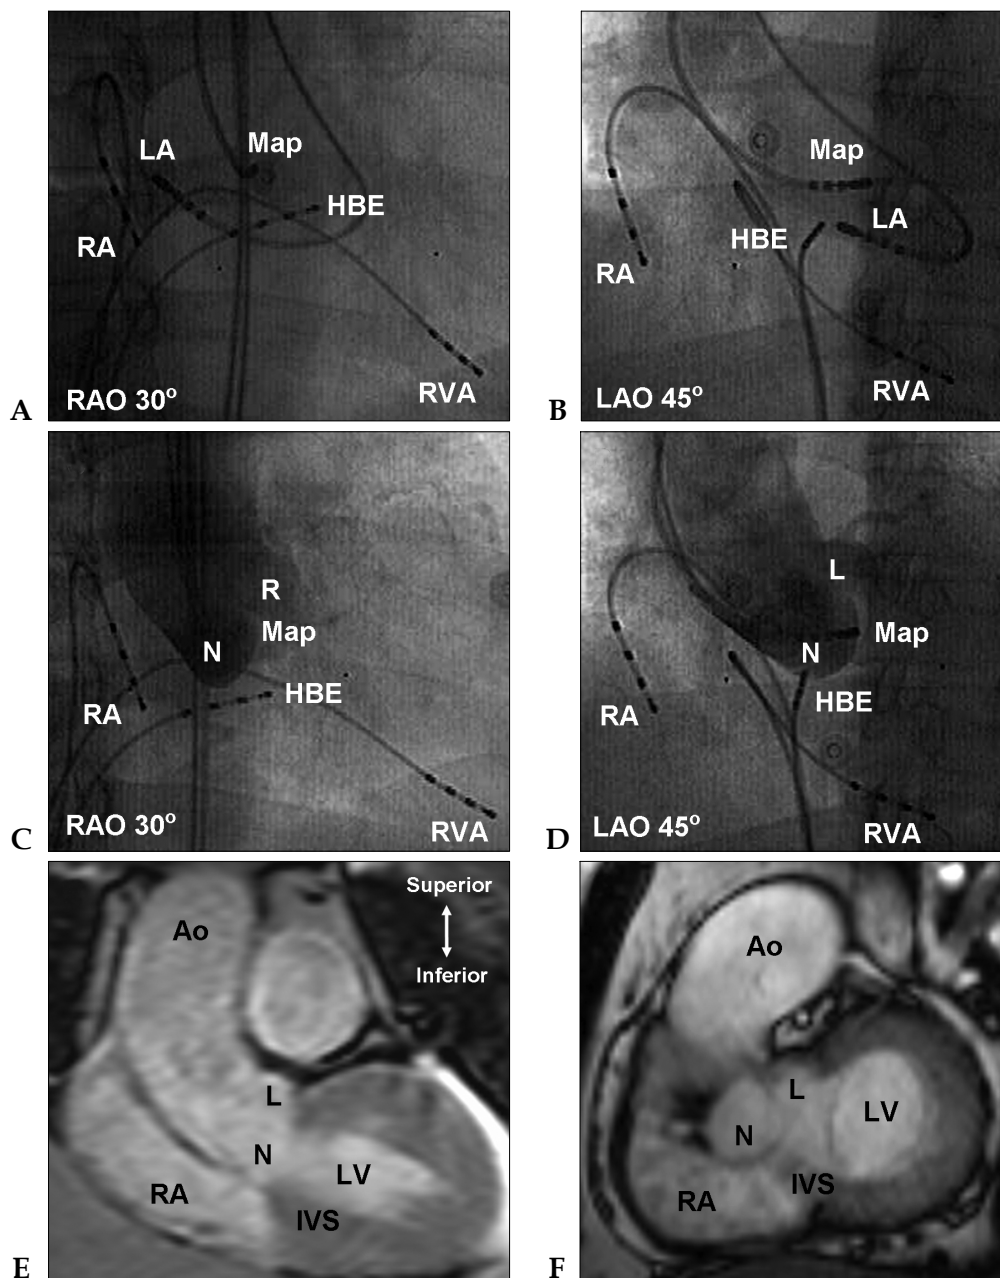 LA
Map
HBE
RA
RVA
RAO 30°
A
Map
LA
HBE
RA
RVA
LAO 45°
B
R
Map
N
HBE
RA
RVA
RAO 30°
C
L
Map
N
HBE
RA
RVA
LAO 45°
D
Superior
Inferior
Ao
L
N
RA
LV
IVS
E
Ao
L
LV
N
IVS
RA
F